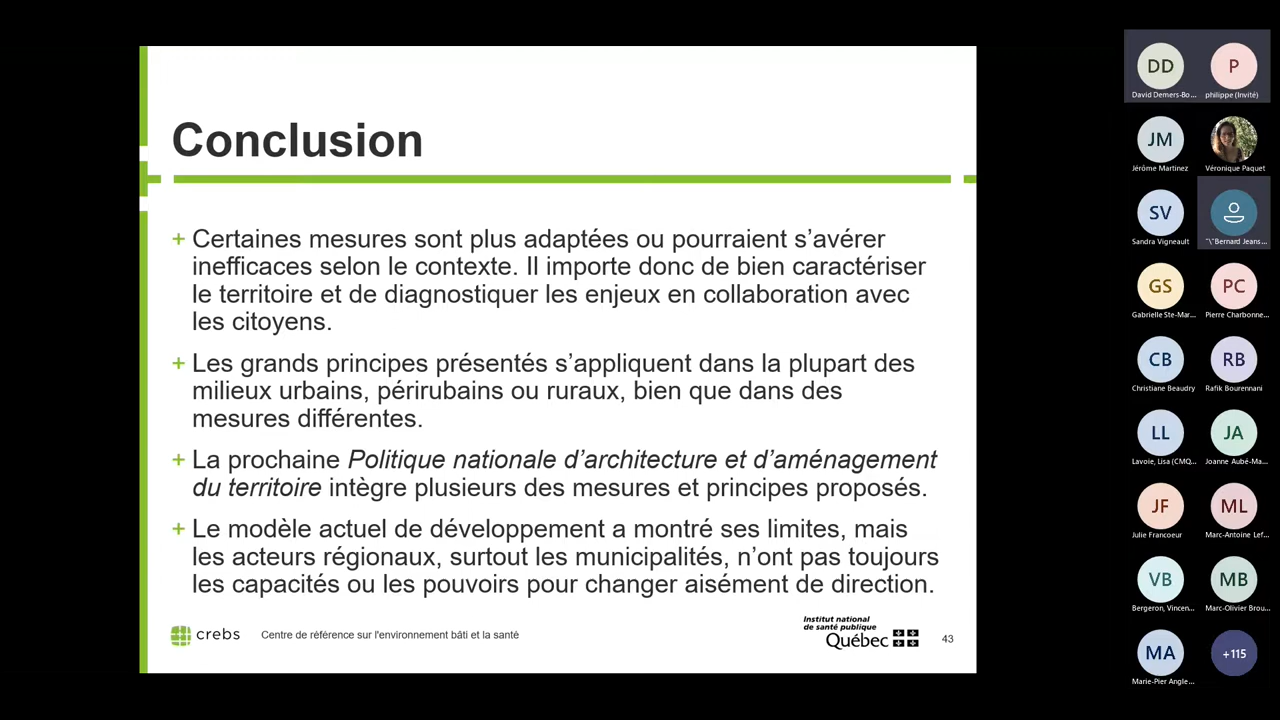 Conclusion
+ Certaines mesures sont plus adaptées ou pourraient s’avérer
inefficaces selon le contexte. Il importe donc de bien caractériser
le territoire et de diagnostiquer les enjeux en collaboration avec
les citoyens.
+ Les grands principes présentés s’appliquent dans la plupart des
milieux urbains, périrubains ou ruraux, bien que dans des
mesures différentes.
+ La prochaine Politique nationale d’architecture et d’aménagement
du territoire intègre plusieurs des mesures et principes proposés.
+ Le modèle actuel de développement a montré ses limites, mais
les acteurs régionaux, surtout les municipalités, n’ont pas toujours
les capacités ou les pouvoirs pour changer aisément de direction.
crebs
Centre de référence sur l'environnement bâti et la santé
Institut national
de santé publique
Québec
43
DD
David Demers-Bo...
P
philippe (Invité)
JM
Jérôme Martinez
Véronique Paquet
SV
Sandra Vigneault
"\"Bernard Jeans...
GS
Gabrielle Ste-Mar...
PC
Pierre Charbonne...
CB
Christiane Beaudry
RB
Rafik Bourennani
LL
Lavoie, Lisa (CMQ...
JA
Joanne Aubé-Ma...
JF
Julie Francoeur
ML
Marc-Antoine Lef...
VB
Bergeron, Vincen...
MB
Marc-Olivier Brou...
MA
Marie-Pier Angle...
+115